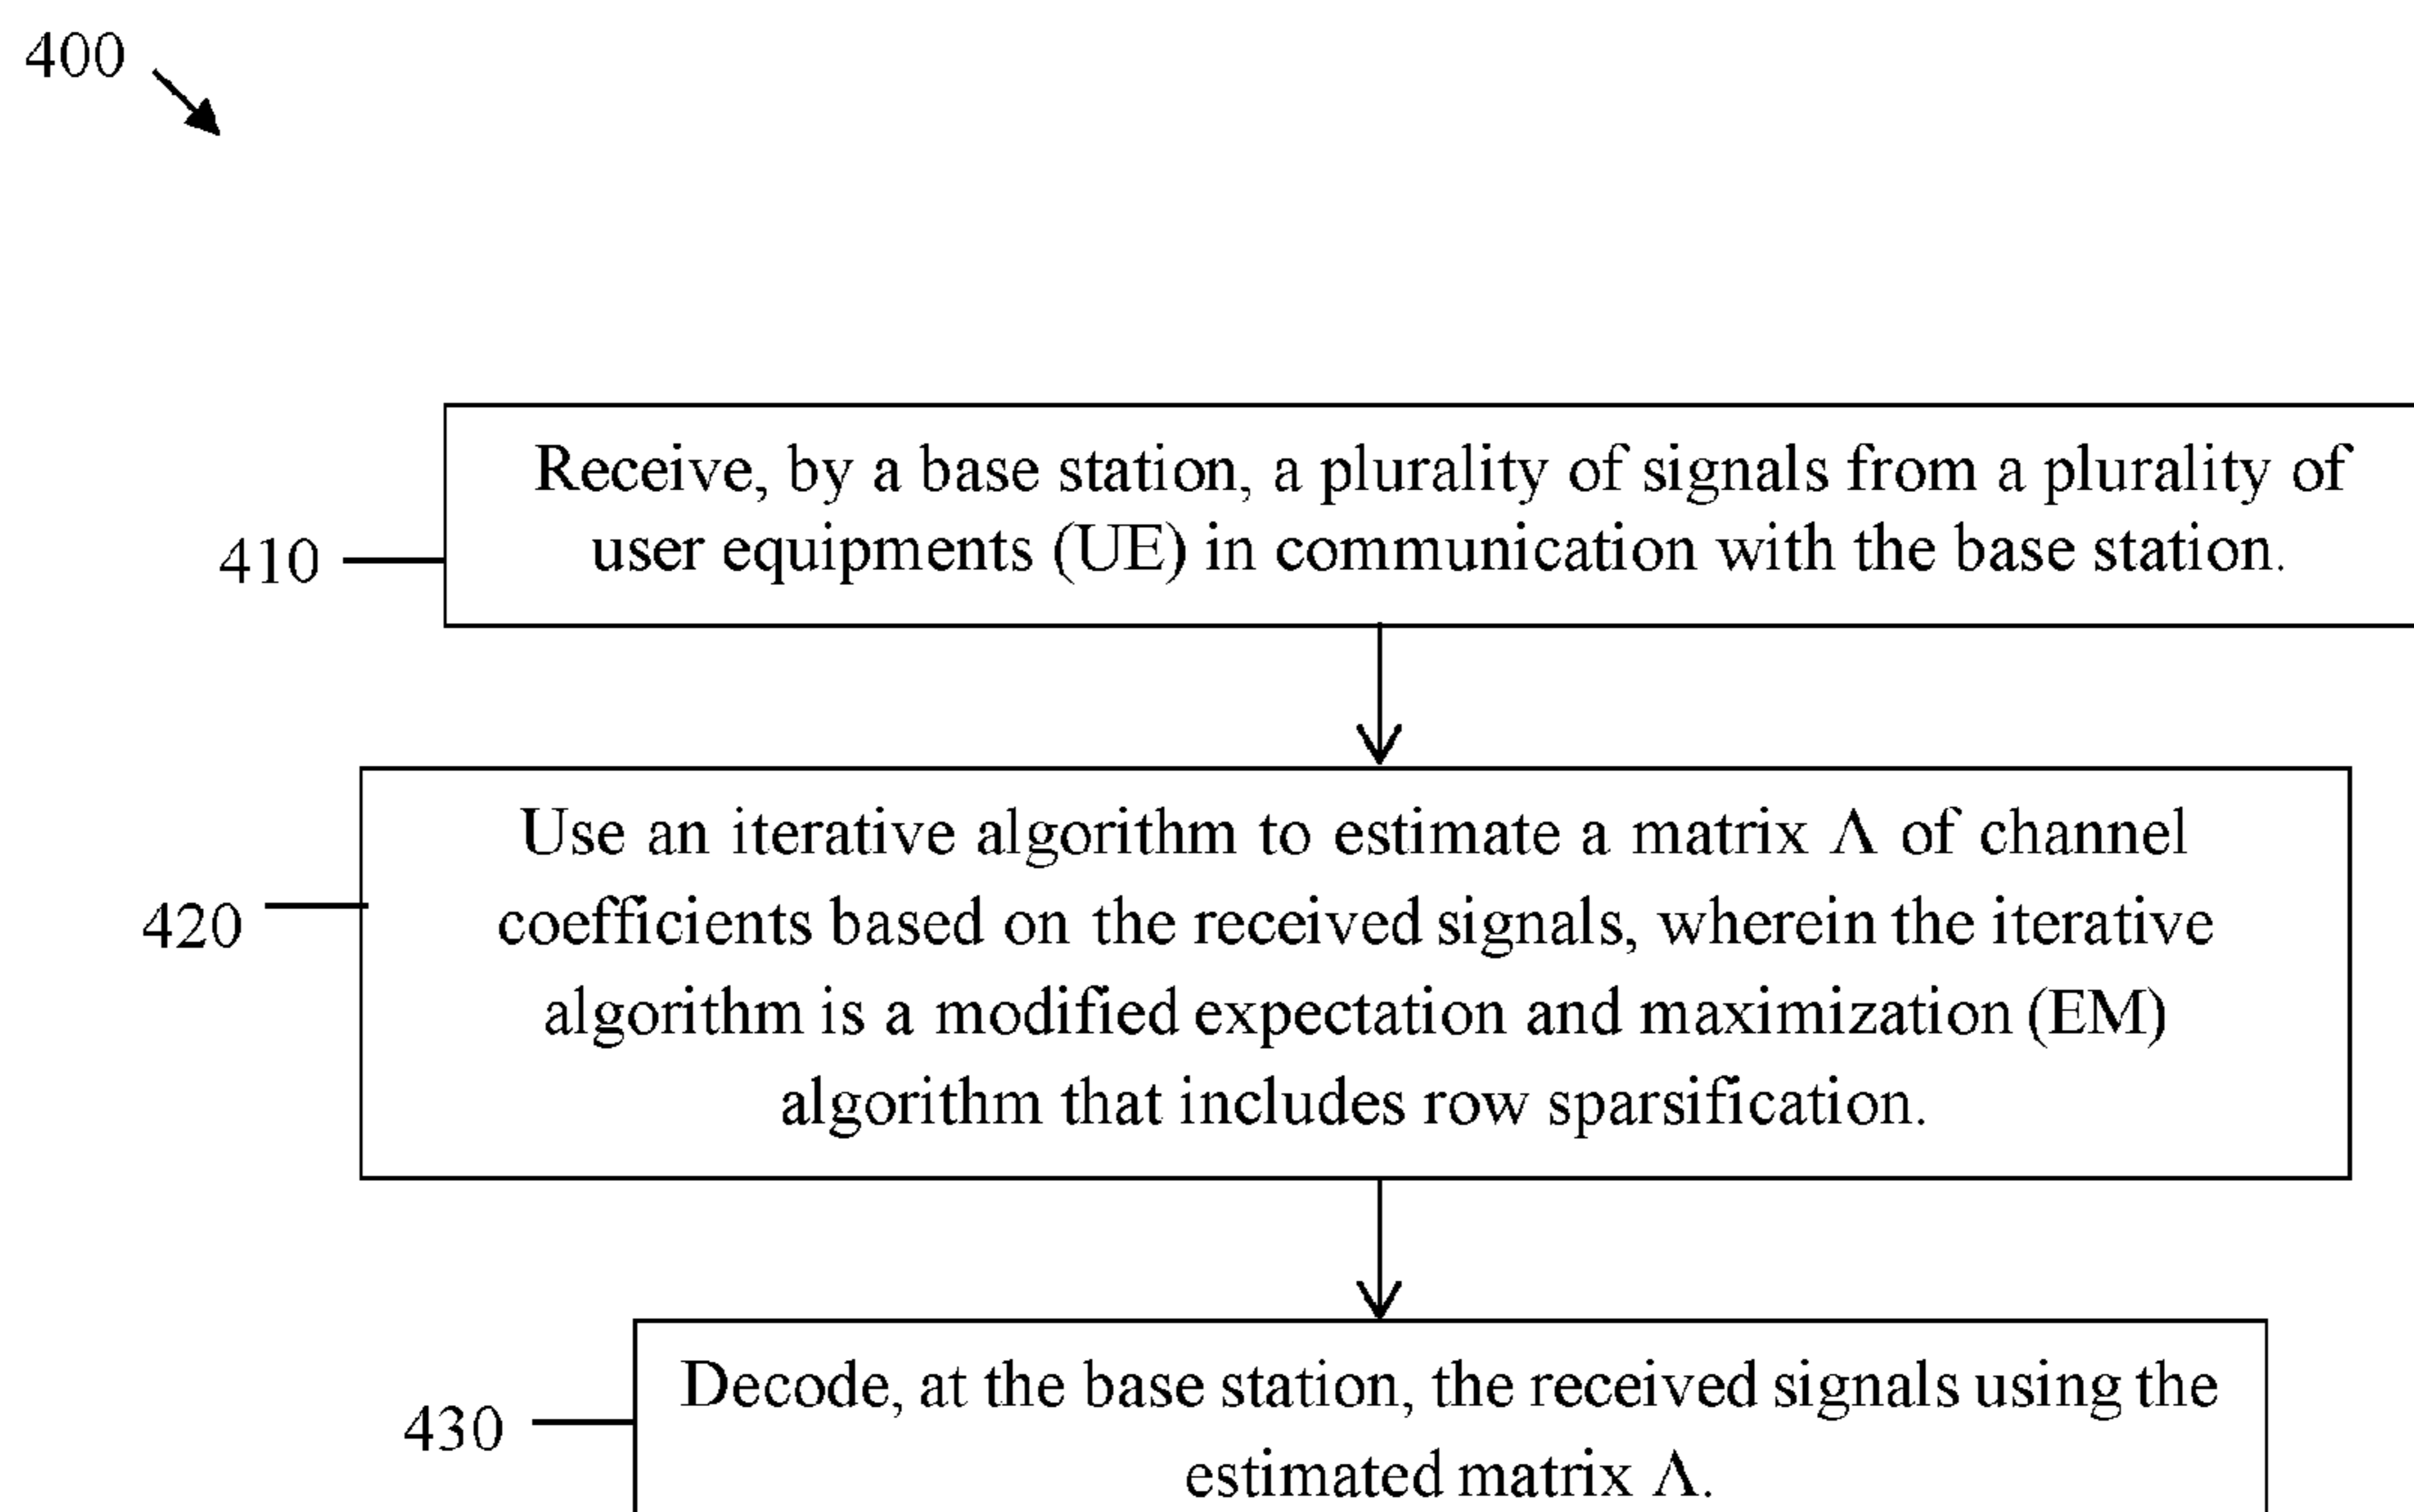 400
Receive, by a base station, a plurality of signals from a plurality of
user equipments (UE) in communication with the base station.
410
Use an iterative algorithm to estimate a matrix Λ of channel
coefficients based on the received signals, wherein the iterative
420
algorithm is a modified expectation and maximization (EM)
algorithm that includes row sparsification.
Decode, at the base station, the received signals using the
430
estimated matrix Λ.